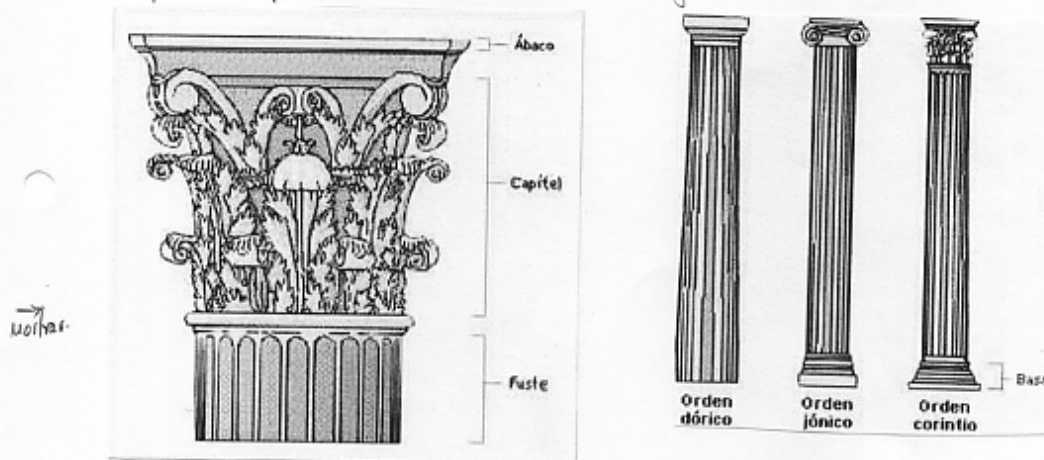 Ábaco
Capitel
Fuste
Base
Orden
dórico
Orden
jónico
Orden
corintio